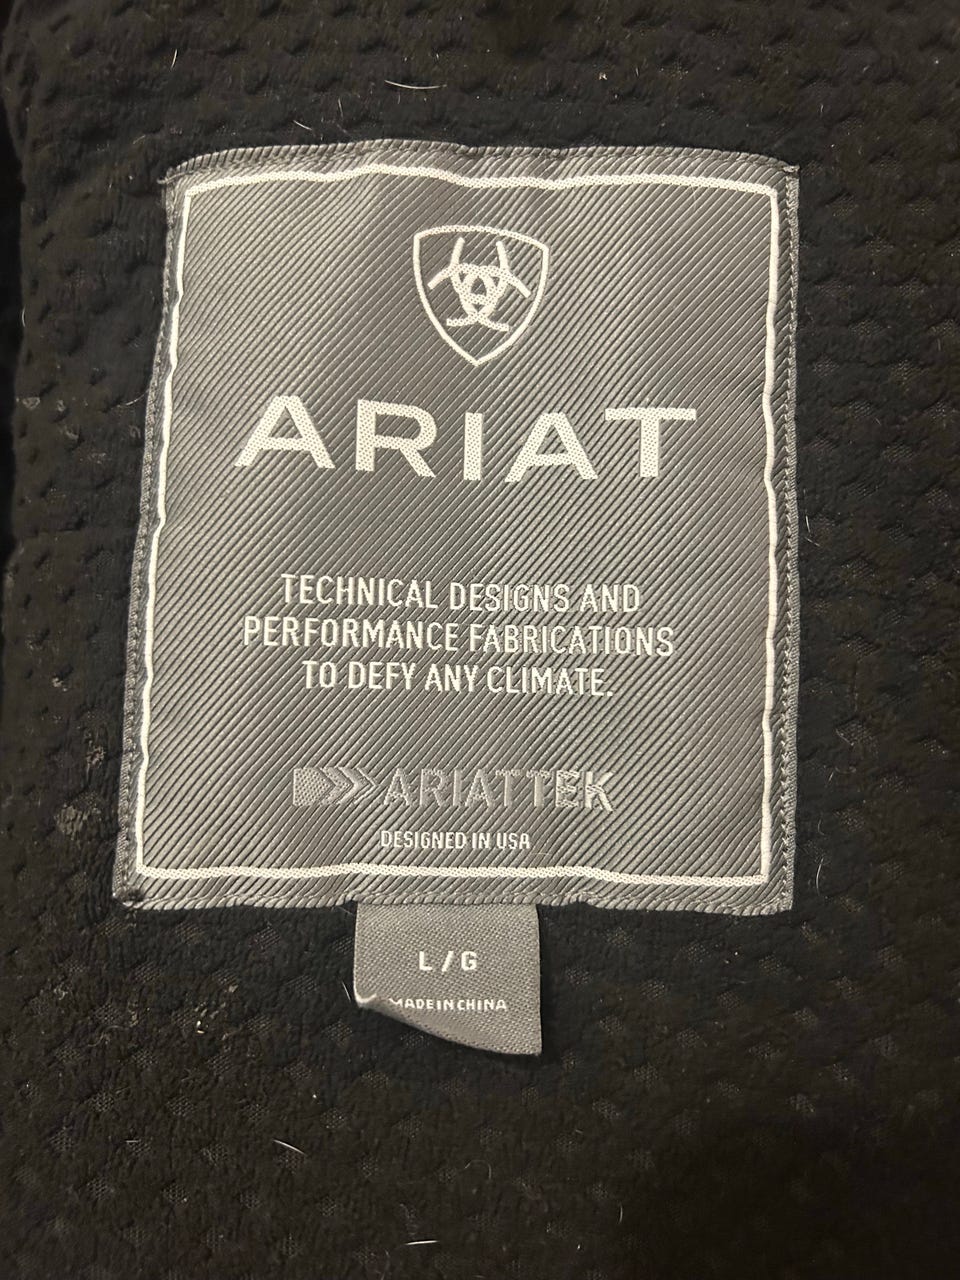 ARIAT
TECHNICAL DESIGNS AND
PERFORMANCE FABRICATIONS
TO DEFY ANY CLIMATE.
ARIATTEK
DESIGNED IN USA
L/G
MADE IN CHINA